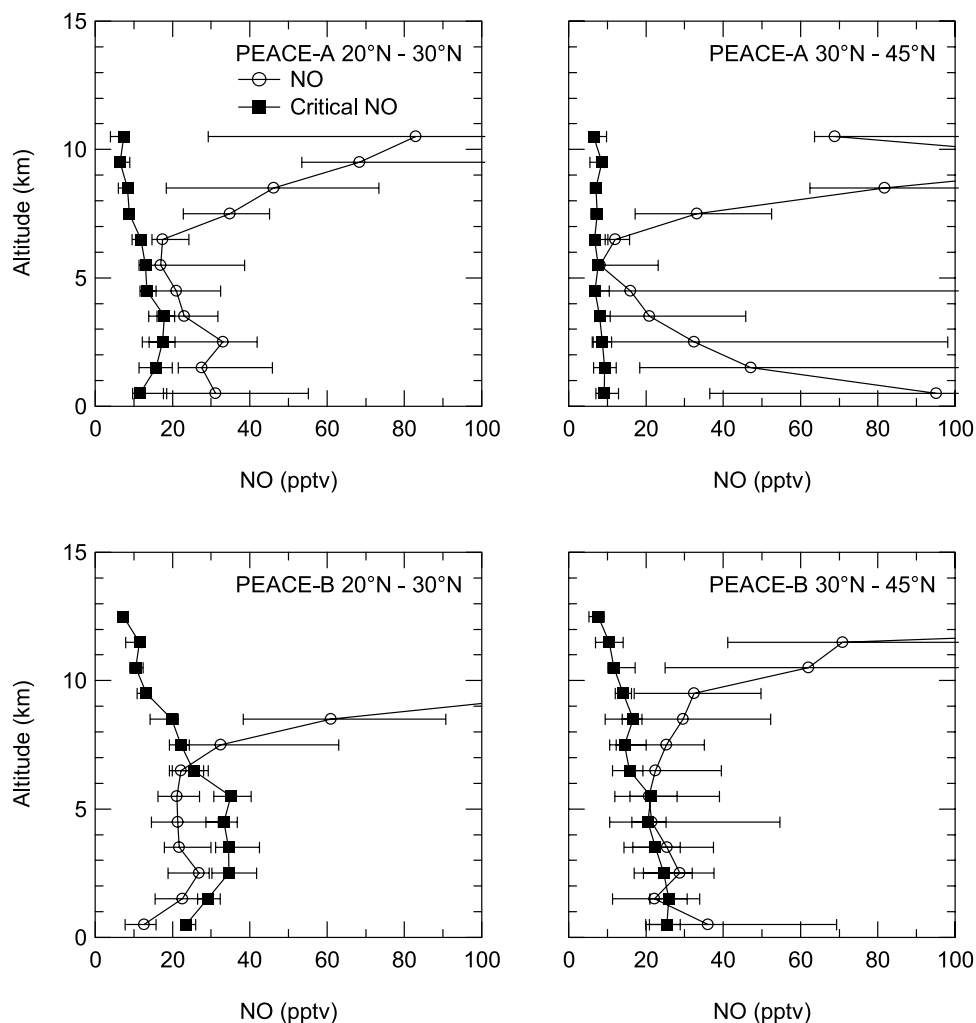 PEACE-A 20°N - 30°N
NO
Critical NO
15
10
5
0
Altitude (km)
0 20 40 60 80 100
NO (pptv)
PEACE-A 30°N - 45°N
0 20 40 60 80 100
NO (pptv)
PEACE-B 20°N - 30°N
15
10
5
0
Altitude (km)
0 20 40 60 80 100
NO (pptv)
PEACE-B 30°N - 45°N
0 20 40 60 80 100
NO (pptv)